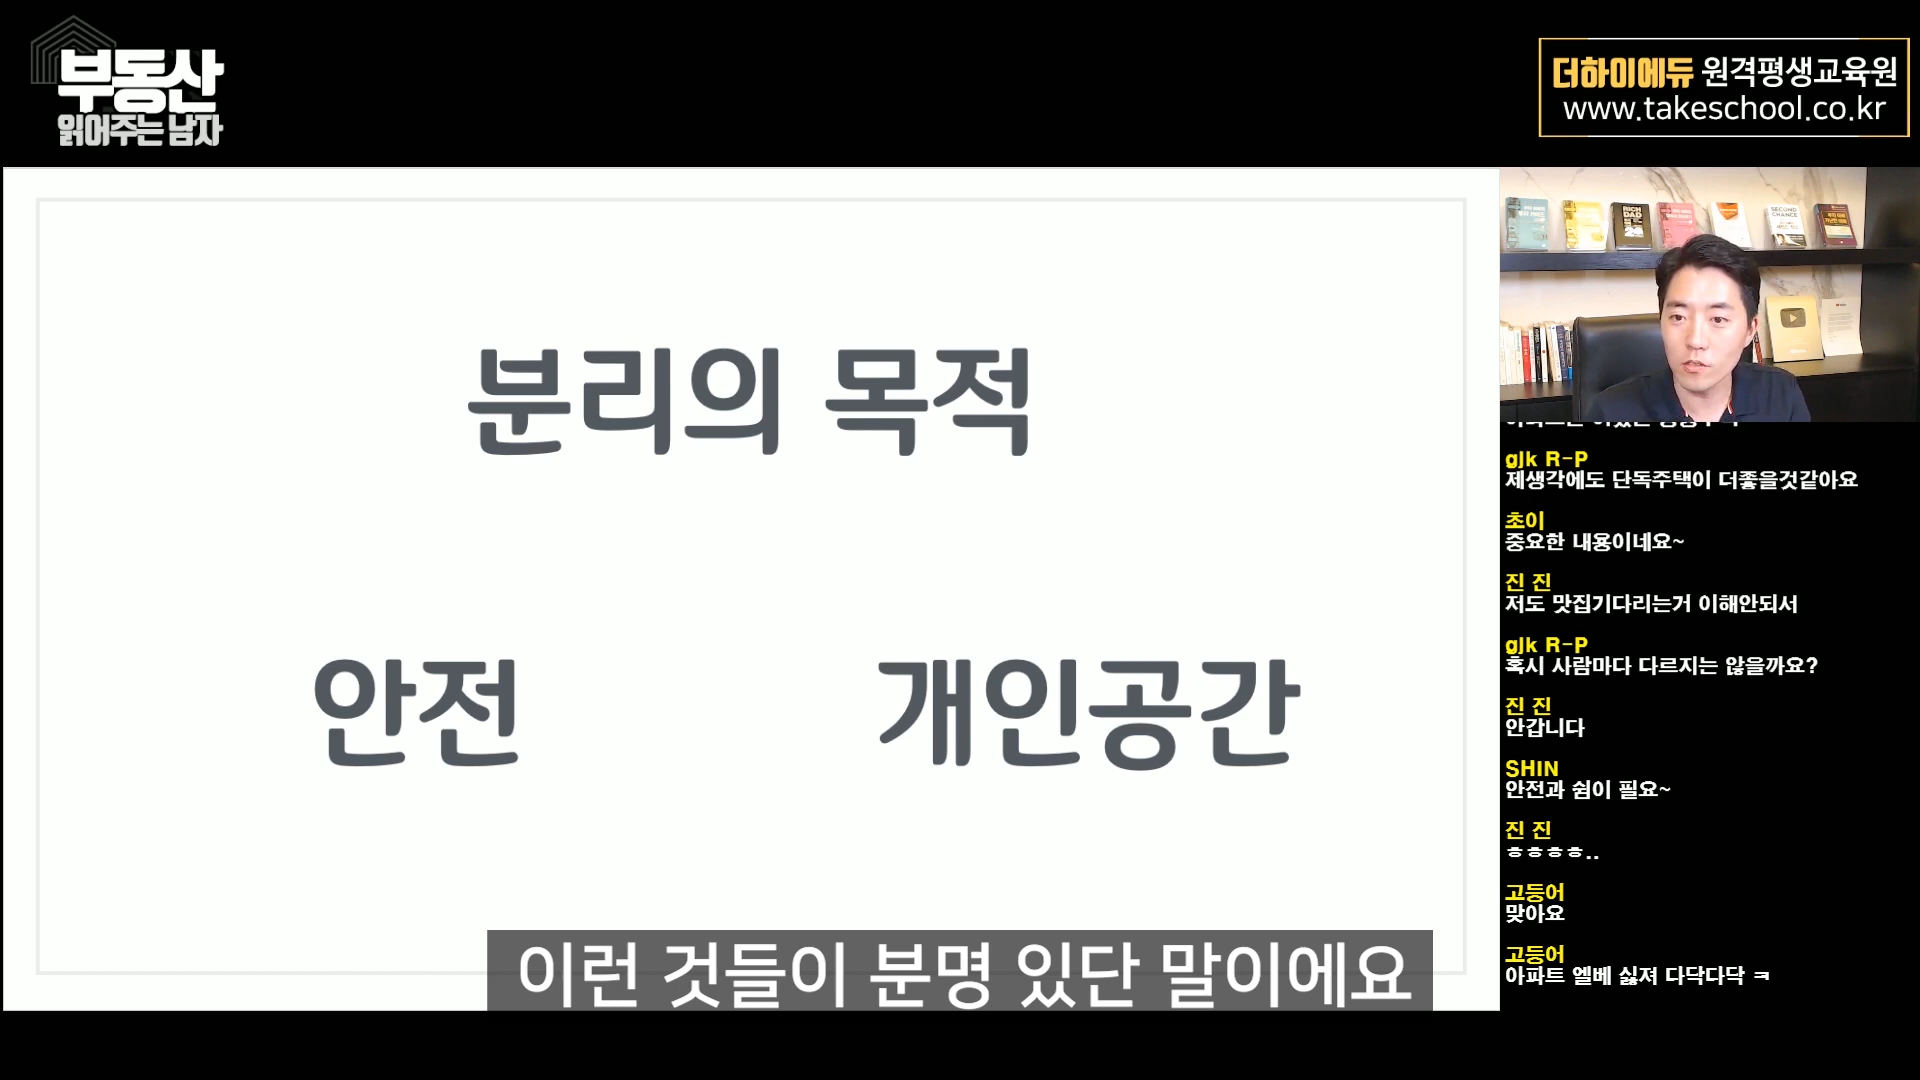 부동산
읽어주는 남자
더하이에듀 원격평생교육원
www.takeschool.co.kr
분리의 목적
안전 개인공간
이런 것들이 분명 있단 말이에요
RICH
DAD
SECOND
CHANCE
gjk R-P
제생각에도 단독주택이 더좋을것같아요
초이
중요한 내용이네요~
진 진
저도 맛집기다리는거 이해안되서
gjk R-P
혹시 사람마다 다르지는 않을까요?
진 진
안갑니다
SHIN
안전과 쉼이 필요~
진 진
ㅎㅎㅎㅎ..
고등어
맞아요
고등어
아파트 엘베 싫져 다닥다닥 ㅋ